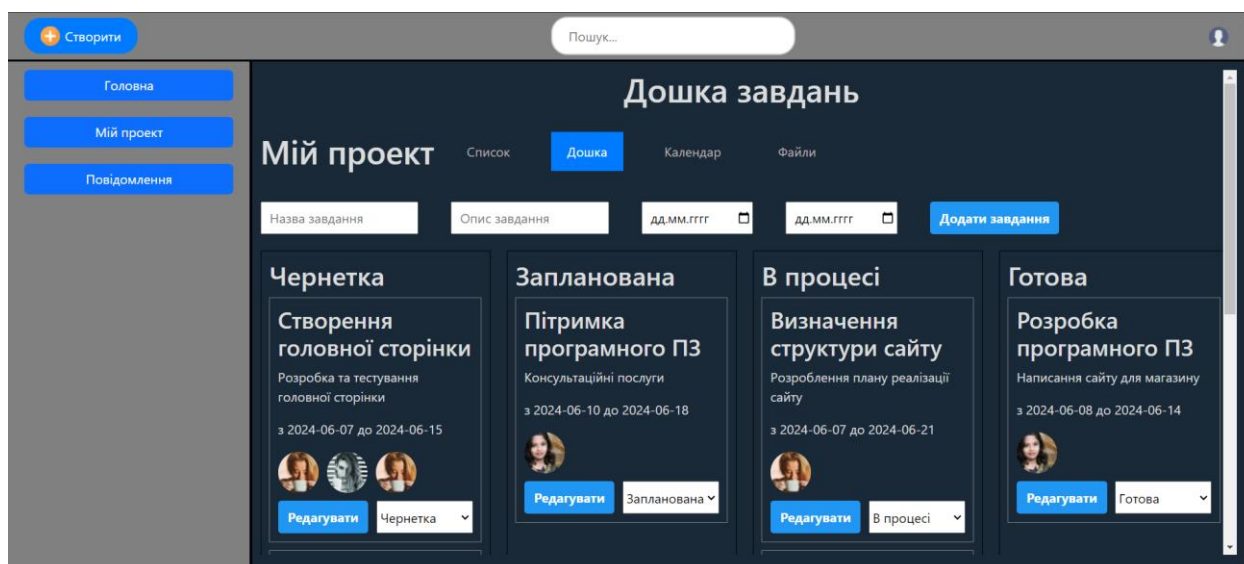 Створити
Пошук...
Головна
Мій проект
Повідомлення
Дошка завдань
Мій проект
Список
Дошка
Календар
Файли
Назва завдання
Опис завдання
дд.мм.гггг
дд.мм.гггг
Додати завдання
Чернетка
Створення
головної сторінки
Розробка та тестування
головної сторінки
з 2024-06-07 до 2024-06-15
Редагувати
Чернетка
Запланована
Пітримка
програмного ПЗ
Консультаційні послуги
з 2024-06-10 до 2024-06-18
Редагувати
Запланована
В процесі
Визначення
структури сайту
Розроблення плану реалізації
сайту
з 2024-06-07 до 2024-06-21
Редагувати
В процесі
Готова
Розробка
програмного ПЗ
Написання сайту для магазину
з 2024-06-08 до 2024-06-14
Редагувати
Готова